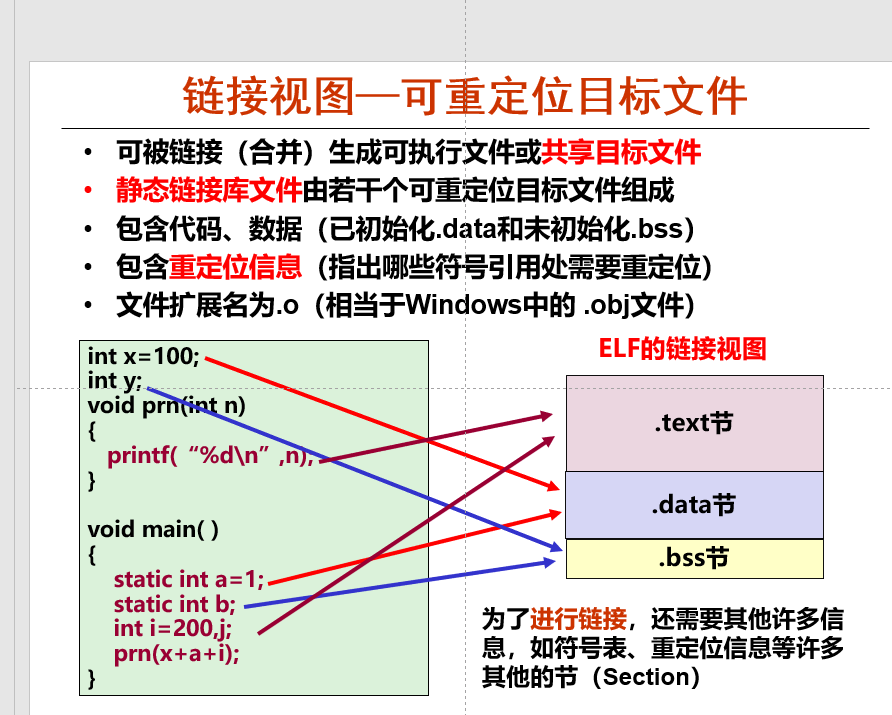 链接视图—可重定位目标文件
• 可被链接（合并）生成可执行文件或共享目标文件
• 静态链接库文件由若干个可重定位目标文件组成
• 包含代码、数据（已初始化.data和未初始化.bss）
• 包含重定位信息（指出哪些符号引用处需要重定位）
• 文件扩展名为.o（相当于Windows中的 .obj文件）
int x=100;
int y;
void prn(int n)
{
printf(“%d\n”,n);
}
void main( )
{
static int a=1;
static int b;
int i=200,j;
prn(x+a+i);
}
ELF的链接视图
.text节
.data节
.bss节
为了进行链接，还需要其他许多信
息，如符号表、重定位信息等许多
其他的节（Section）